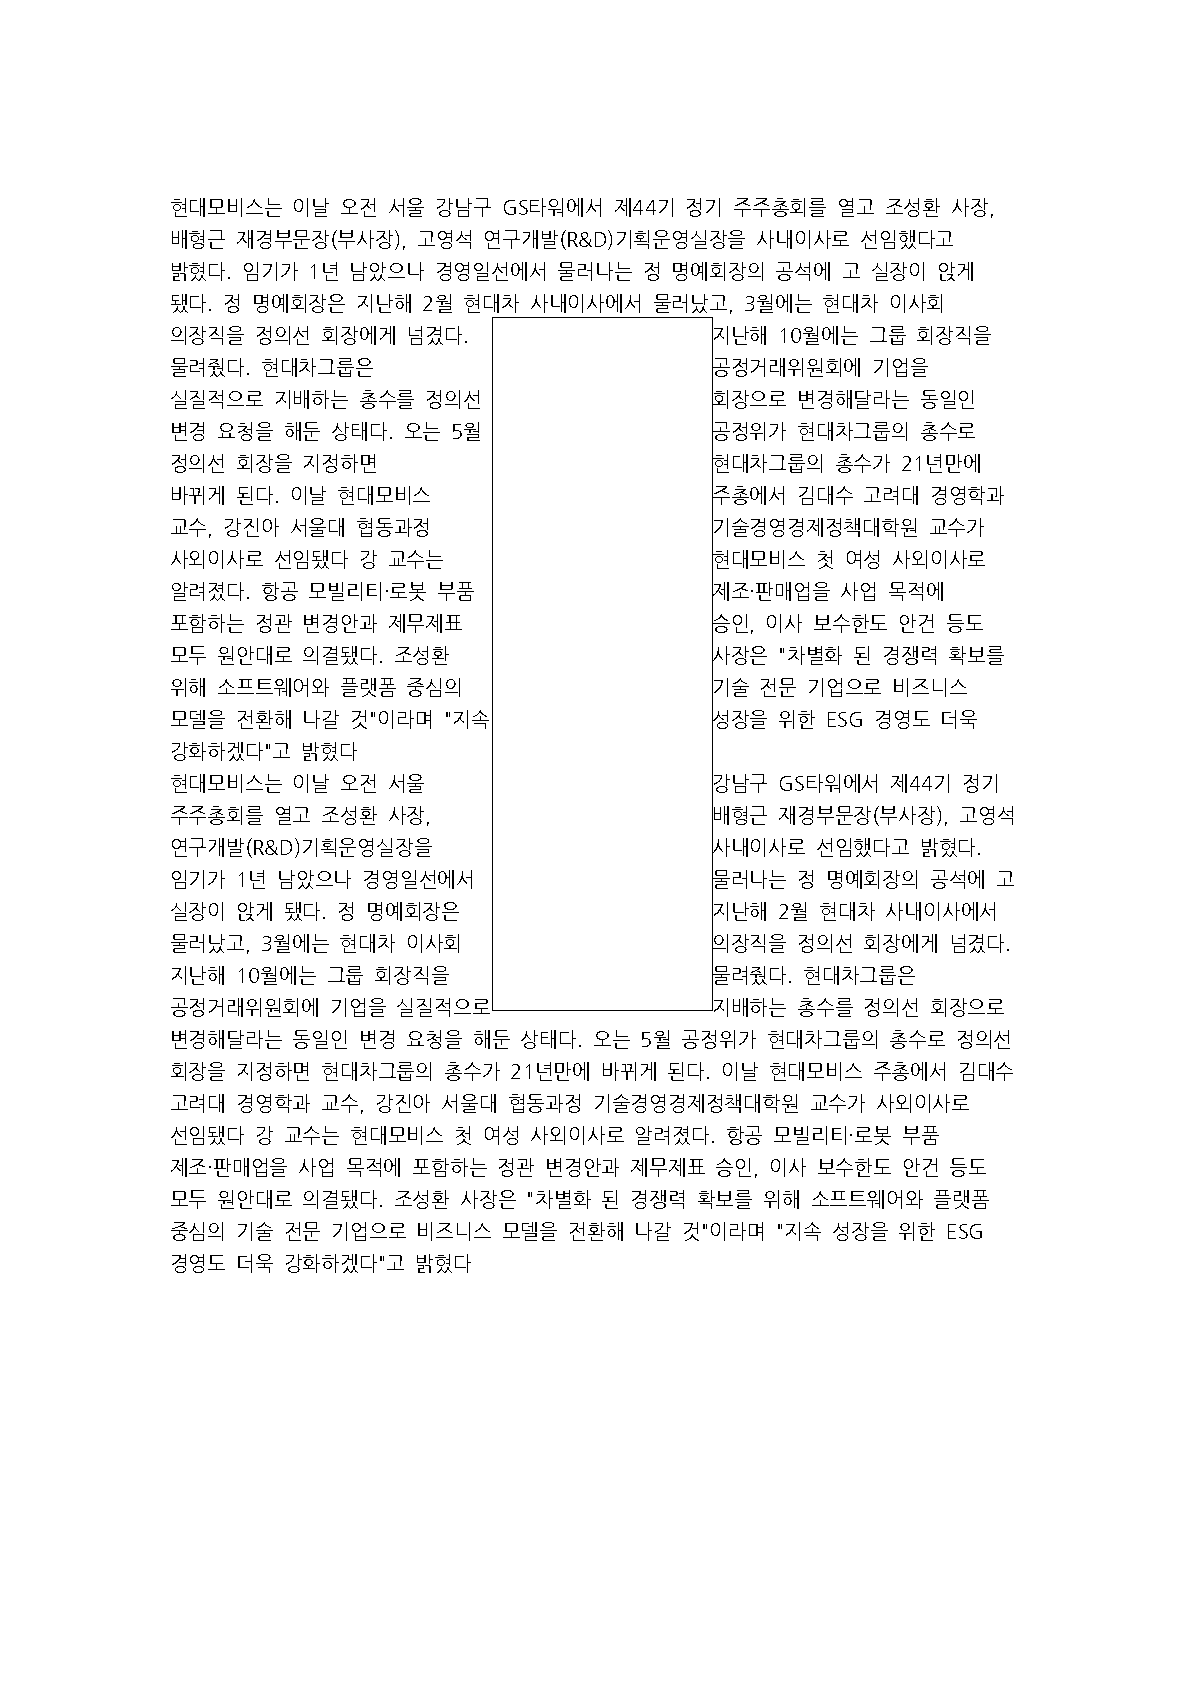 현대모비스는 이날 오전 서울 강남구 GS타워에서 제44기 정기 주주총회를 열고 조성환 사장,
배형근 재경부문장(부사장), 고영석 연구개발(R&D)기획운영실장을 사내이사로 선임했다고
밝혔다. 임기가 1년 남았으나 경영일선에서 물러나는 정 명예회장의 공석에 고 실장이 앉게
됐다. 정 명예회장은 지난해 2월 현대차 사내이사에서 물러났고, 3월에는 현대차 이사회
의장직을 정의선 회장에게 넘겼다. 지난해 10월에는 그룹 회장직을
물려줬다. 현대차그룹은 공정거래위원회에 기업을
실질적으로 지배하는 총수를 정의선 회장으로 변경해달라는 동일인
변경 요청을 해둔 상태다. 오는 5월 공정위가 현대차그룹의 총수로
정의선 회장을 지정하면 현대차그룹의 총수가 21년만에
바뀌게 된다. 이날 현대모비스 주총에서 김대수 고려대 경영학과
교수, 강진아 서울대 협동과정 기술경영경제정책대학원 교수가
사외이사로 선임됐다 강 교수는 현대모비스 첫 여성 사외이사로
알려졌다. 항공 모빌리티·로봇 부품 제조·판매업을 사업 목적에
포함하는 정관 변경안과 제무제표 승인, 이사 보수한도 안건 등도
모두 원안대로 의결됐다. 조성환 사장은 "차별화 된 경쟁력 확보를
위해 소프트웨어와 플랫폼 중심의 기술 전문 기업으로 비즈니스
모델을 전환해 나갈 것"이라며 "지속 성장을 위한 ESG 경영도 더욱
강화하겠다"고 밝혔다
현대모비스는 이날 오전 서울 강남구 GS타워에서 제44기 정기
주주총회를 열고 조성환 사장, 배형근 재경부문장(부사장), 고영석
연구개발(R&D)기획운영실장을 사내이사로 선임했다고 밝혔다.
임기가 1년 남았으나 경영일선에서 물러나는 정 명예회장의 공석에 고
실장이 앉게 됐다. 정 명예회장은 지난해 2월 현대차 사내이사에서
물러났고, 3월에는 현대차 이사회 의장직을 정의선 회장에게 넘겼다.
지난해 10월에는 그룹 회장직을 물려줬다. 현대차그룹은
공정거래위원회에 기업을 실질적으로 지배하는 총수를 정의선 회장으로
변경해달라는 동일인 변경 요청을 해둔 상태다. 오는 5월 공정위가 현대차그룹의 총수로 정의선
회장을 지정하면 현대차그룹의 총수가 21년만에 바뀌게 된다. 이날 현대모비스 주총에서 김대수
고려대 경영학과 교수, 강진아 서울대 협동과정 기술경영경제정책대학원 교수가 사외이사로
선임됐다 강 교수는 현대모비스 첫 여성 사외이사로 알려졌다. 항공 모빌리티·로봇 부품
제조·판매업을 사업 목적에 포함하는 정관 변경안과 제무제표 승인, 이사 보수한도 안건 등도
모두 원안대로 의결됐다. 조성환 사장은 "차별화 된 경쟁력 확보를 위해 소프트웨어와 플랫폼
중심의 기술 전문 기업으로 비즈니스 모델을 전환해 나갈 것"이라며 "지속 성장을 위한 ESG
경영도 더욱 강화하겠다"고 밝혔다